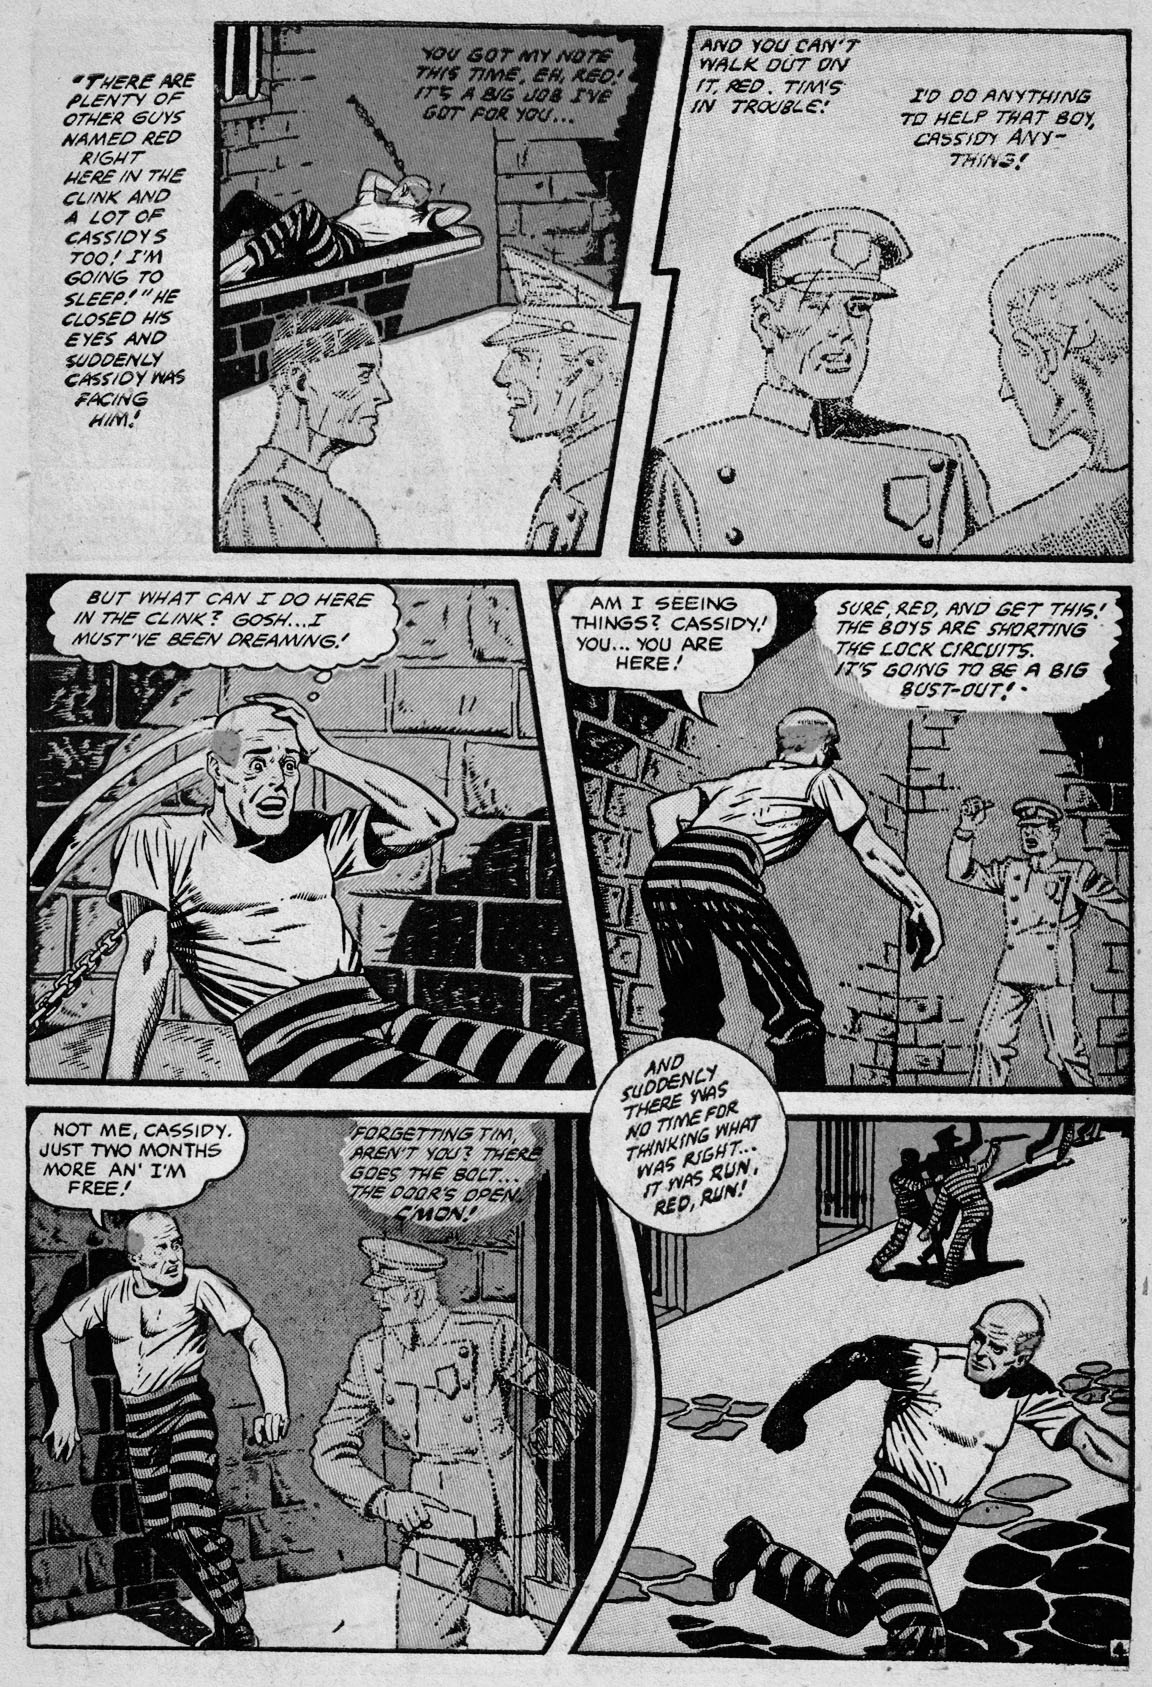 "THERE ARE
PLENTY OF
OTHER GUYS
NAMED RED
RIGHT
HERE IN THE
CLINK AND
A LOT OF
CASSIDYS
TOO! I'M
GOING TO
SLEEP!" HE
CLOSED HIS
EYES AND
SUDDENLY
CASSIDY WAS
FACING
HIM!
YOU GOT MY NOTE
THIS TIME, EH, RED!
IT'S A BIG JOB I'VE
GOT FOR YOU...
AND YOU CAN'T
WALK OUT ON
IT, RED. TIM'S
IN TROUBLE!
I'D DO ANYTHING
TO HELP THAT BOY,
CASSIDY ANY-
THING!
BUT WHAT CAN I DO HERE
IN THE CLINK? GOSH...I
MUST'VE BEEN DREAMING!
AM I SEEING
THINGS? CASSIDY!
YOU... YOU ARE
HERE!
SURE, RED, AND GET THIS!
THE BOYS ARE SHORTING
THE LOCK CIRCUITS.
IT'S GOING TO BE A BIG
BUST-OUT!
NOT ME, CASSIDY.
JUST TWO MONTHS
MORE AN' I'M
FREE!
FORGETTING TIM,
AREN'T YOU? THERE
GOES THE BOLT...
THE DOOR'S OPEN.
C'MON!
AND
SUDDENLY
THERE WAS
NO TIME FOR
THINKING WHAT
WAS RIGHT...
IT WAS RUN,
RED, RUN!
4